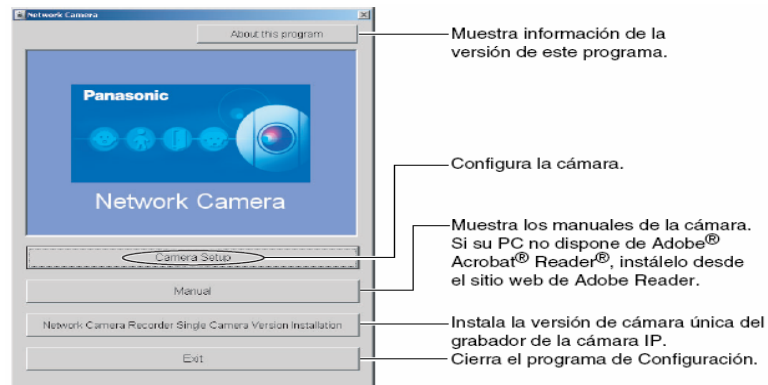 Network Camera
About this program
Muestra información de la
versión de este programa.
Panasonic
Network Camera
Configura la cámara.
Camera Setup
Muestra los manuales de la cámara.
Si su PC no dispone de Adobe®
Acrobat® Reader®, instálelo desde
el sitio web de Adobe Reader.
Manual
Network Camera Recorder Single Camera Version Installation
Instala la versión de cámara única del
grabador de la cámara IP.
Exit
Cierra el programa de Configuración.